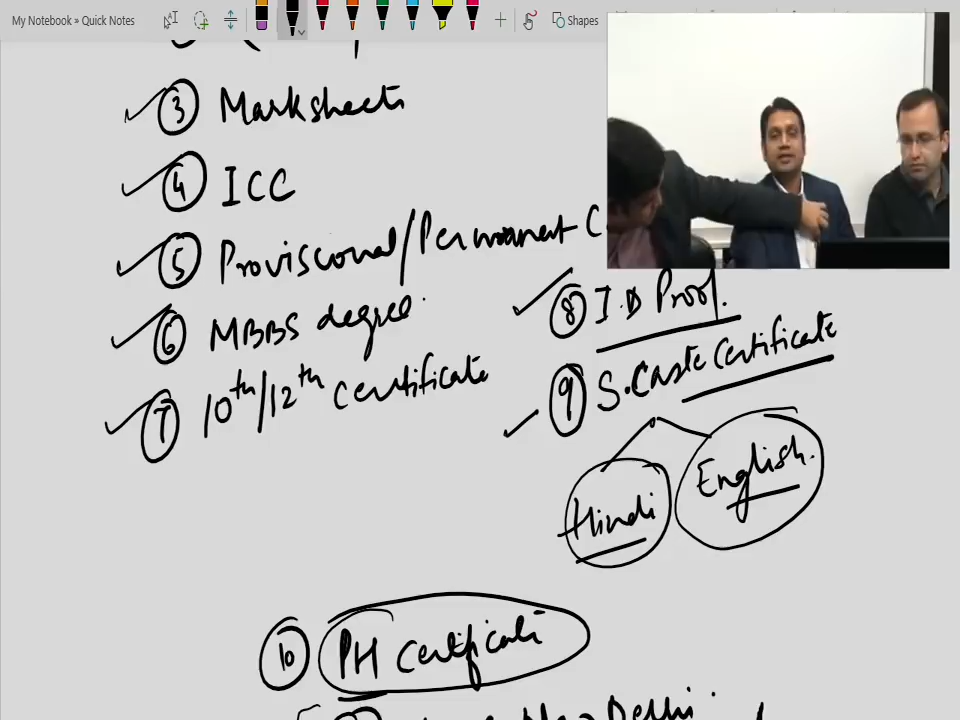 My Notebook » Quick Notes
Shapes
3 Marksheets
4 ICC
5 Provisional/Permanent C
6 MBBS degree
7 10th/12th certificate
8 I.D Proof.
9 S.Caste Certificate
Hindi
English.
10 PH certificate
Delhi